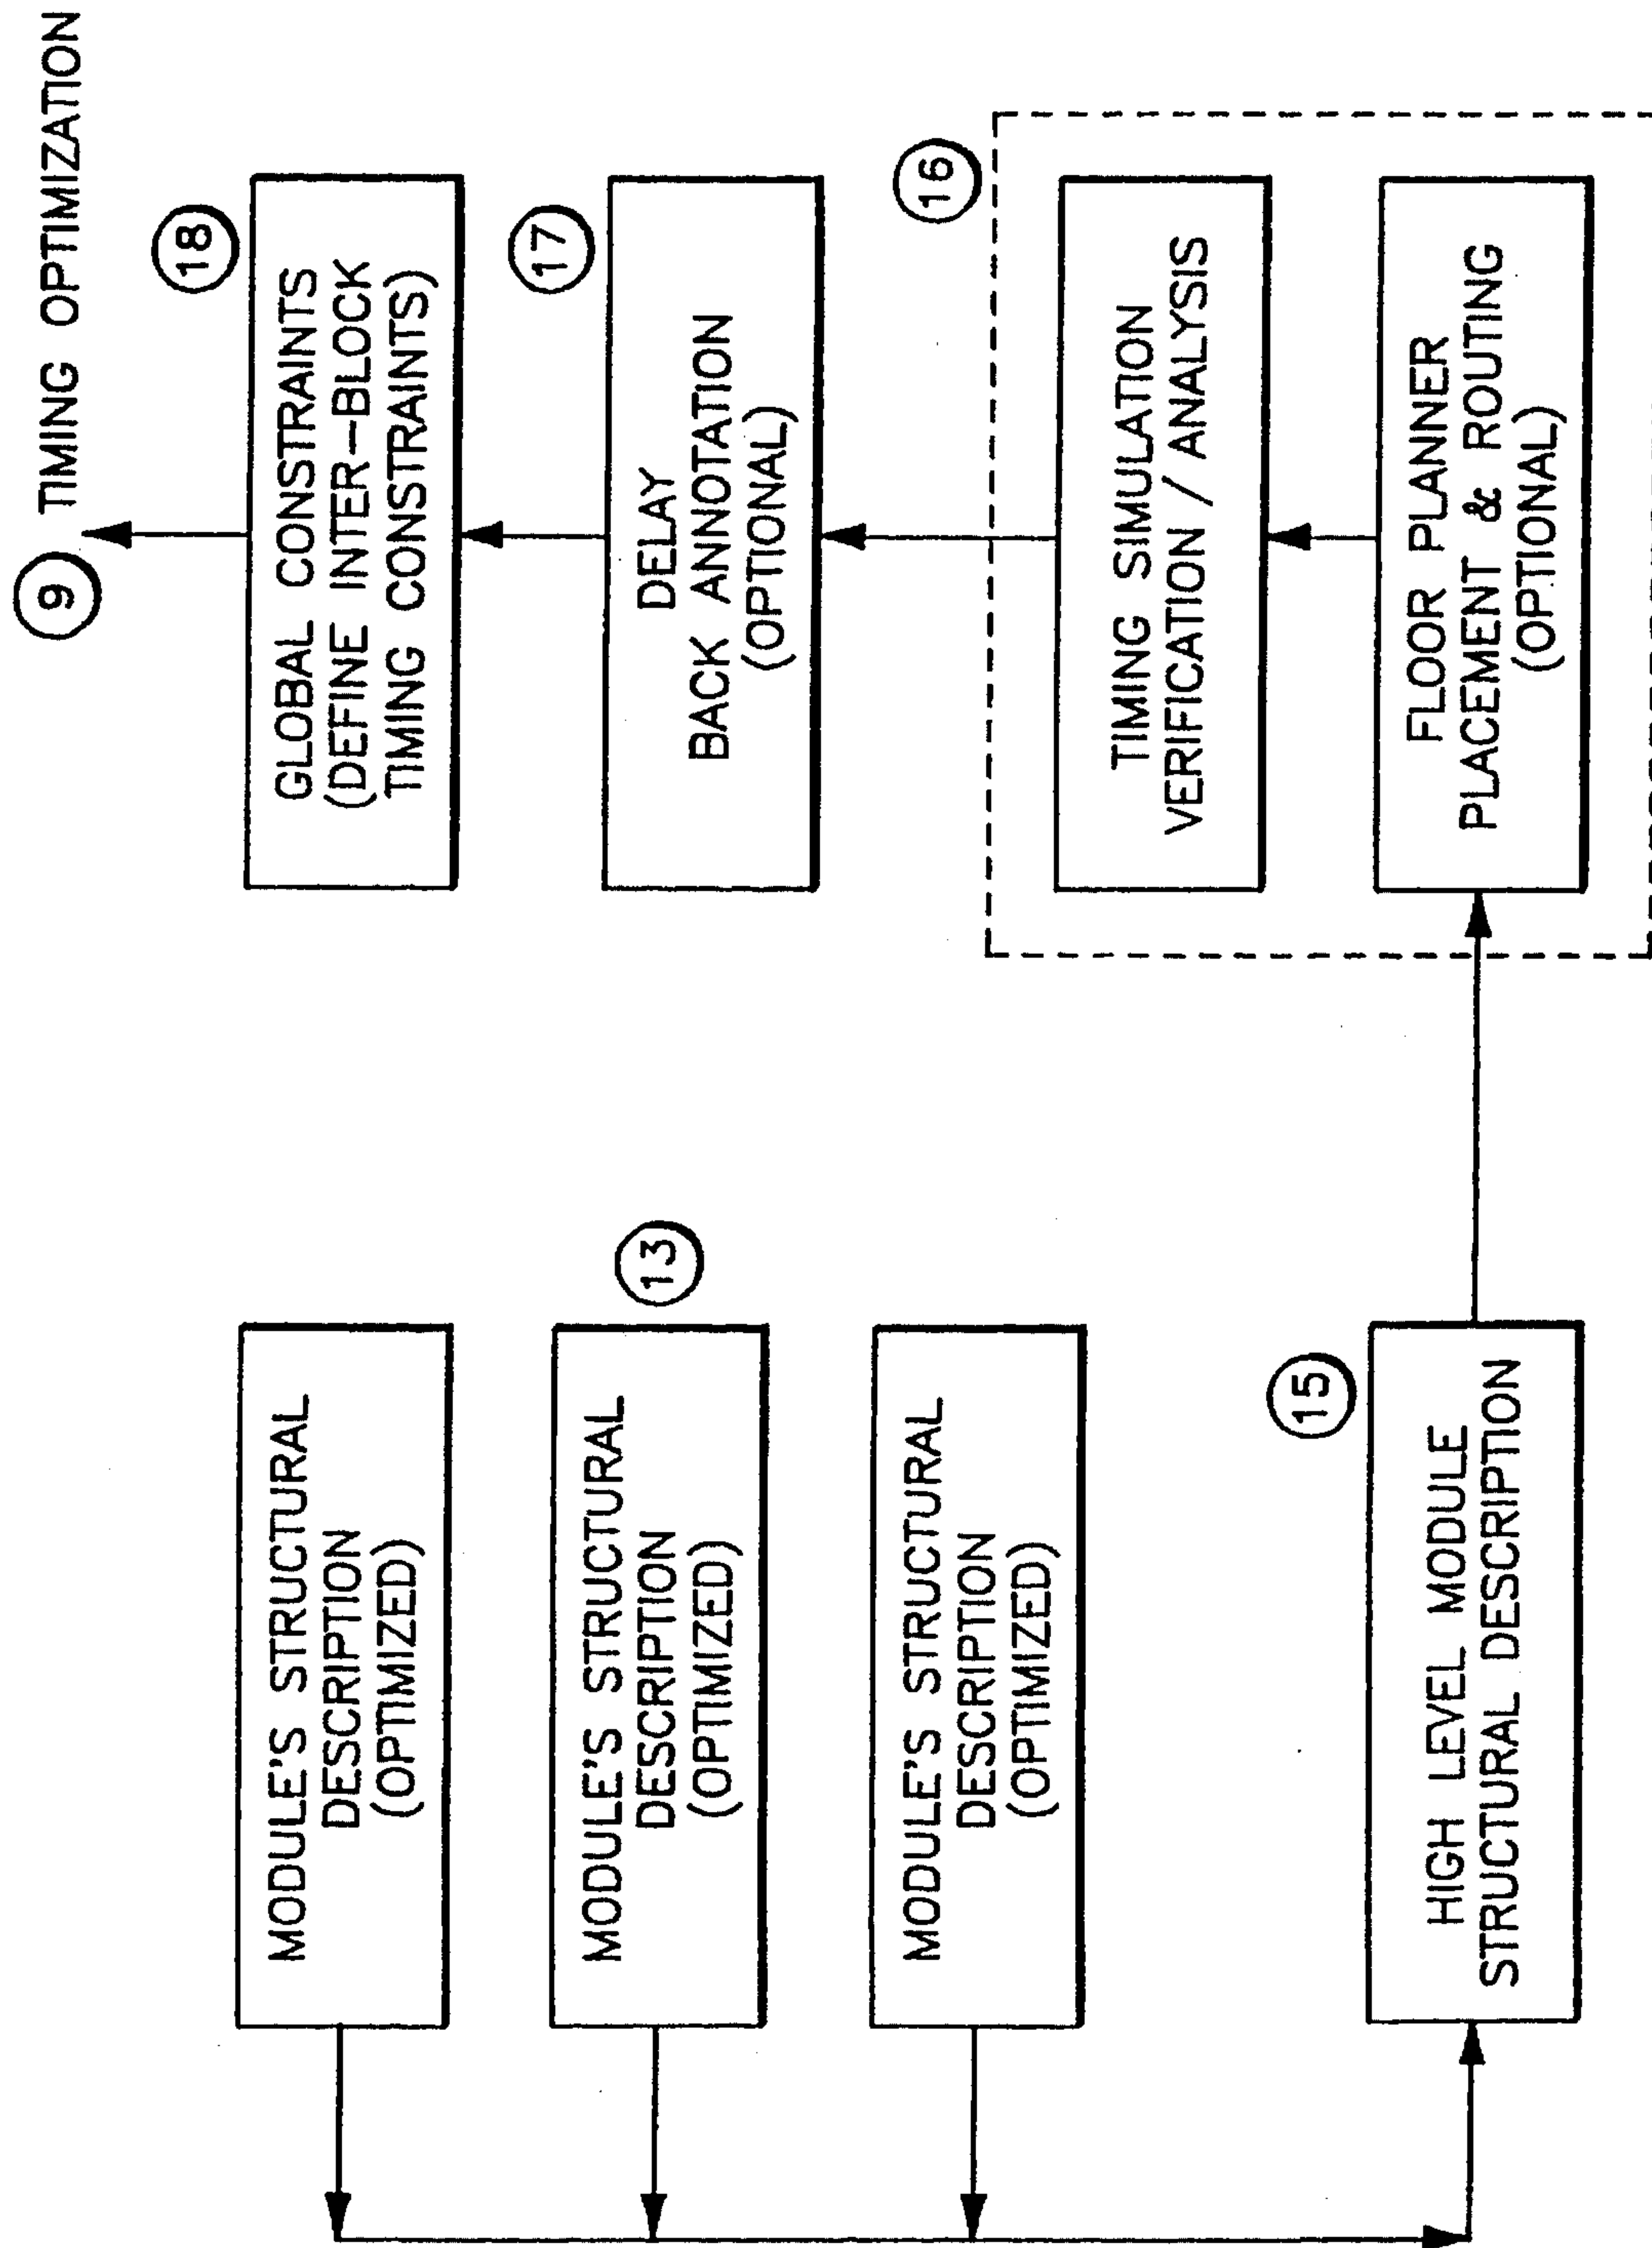 MODULE'S STRUCTURAL
DESCRIPTION
(OPTIMIZED)
MODULE'S STRUCTURAL
DESCRIPTION
(OPTIMIZED)
13
MODULE'S STRUCTURAL
DESCRIPTION
(OPTIMIZED)
15
HIGH LEVEL MODULE
STRUCTURAL DESCRIPTION
9 TIMING OPTIMIZATION
18
GLOBAL CONSTRAINTS
(DEFINE INTER-BLOCK
TIMING CONSTRAINTS)
17
DELAY
BACK ANNOTATION
(OPTIONAL)
16
TIMING SIMULATION
VERIFICATION / ANALYSIS
FLOOR PLANNER
PLACEMENT & ROUTING
(OPTIONAL)